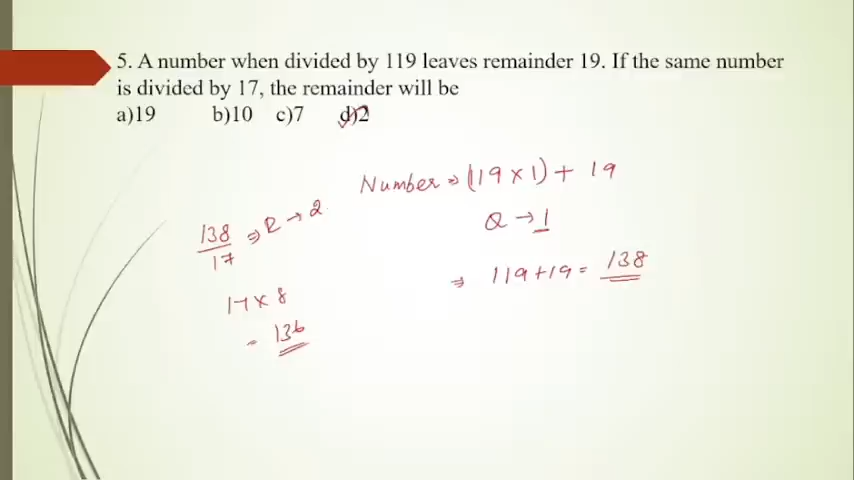 5. A number when divided by 119 leaves remainder 19. If the same number
is divided by 17, the remainder will be
a)19 b)10 c)7 d)2
Number ⇒ (119 × 1) + 19
Q → 1
⇒ 119 + 19 = 138
138/17 ⇒ R → 2
17 × 8
= 136